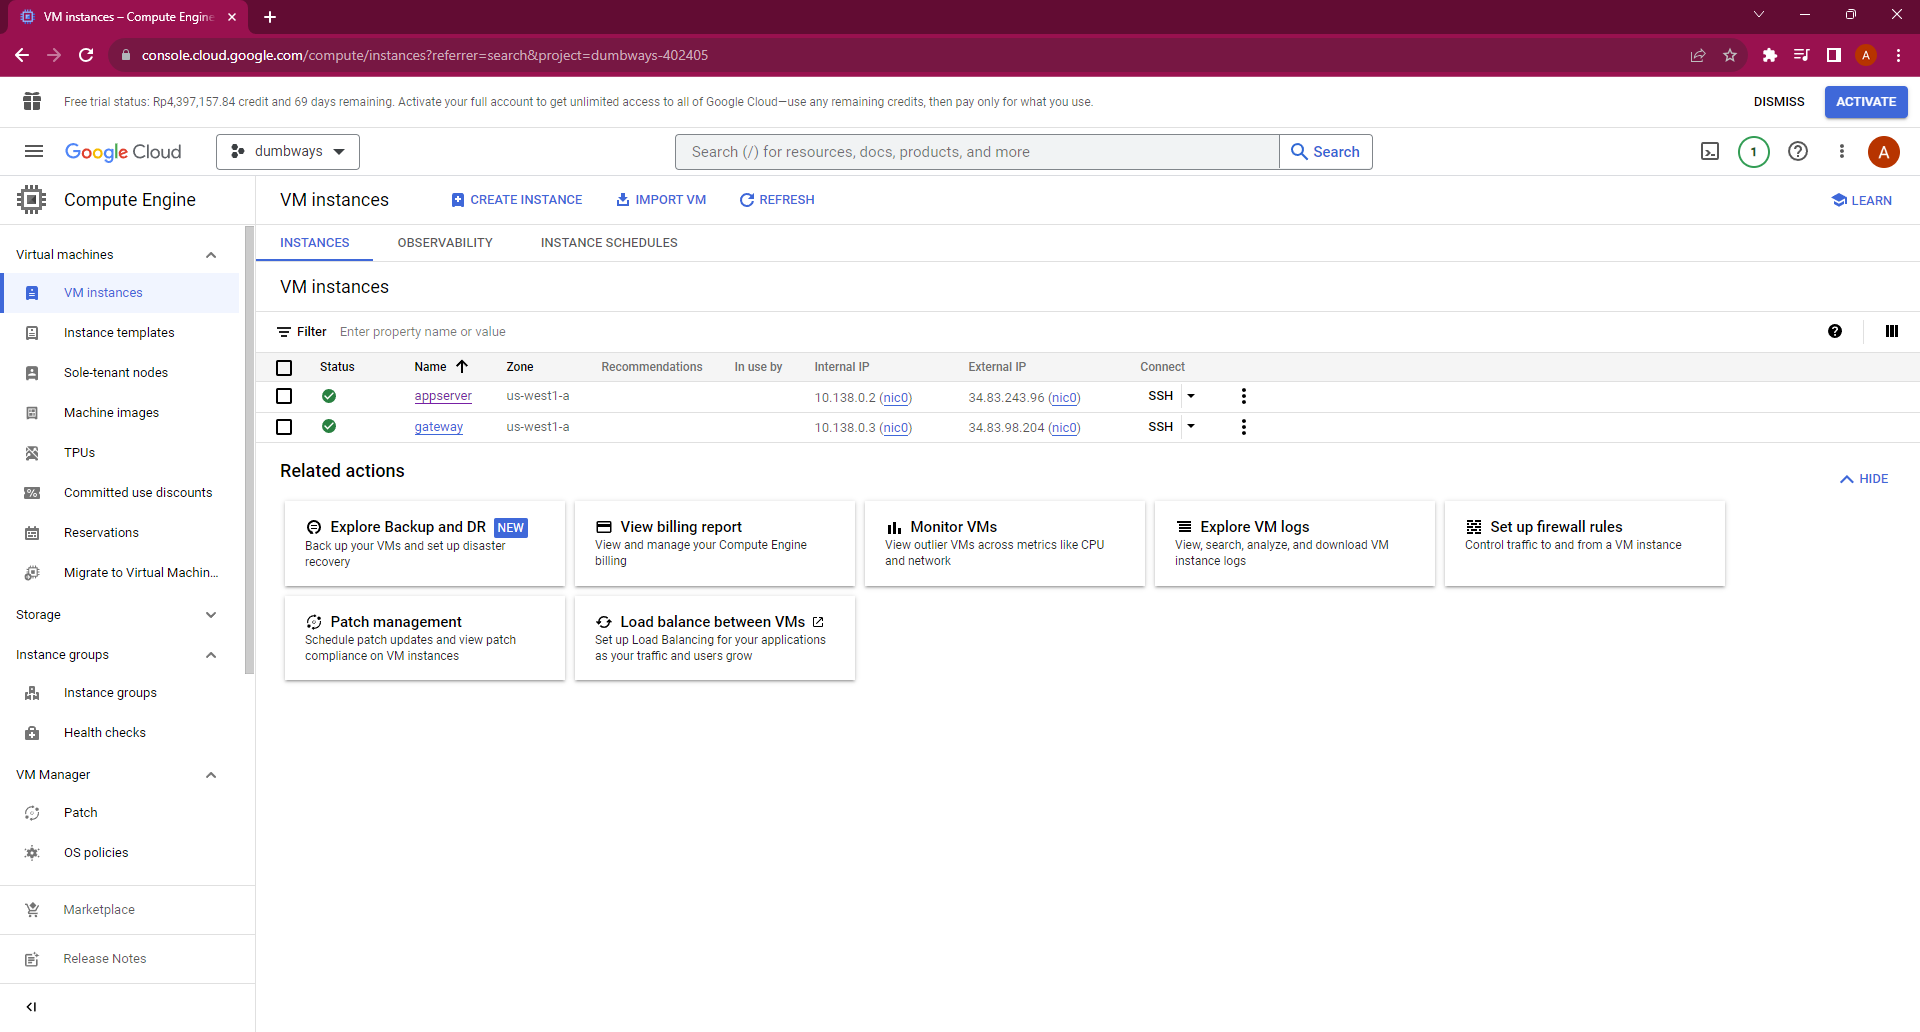 VM instances – Compute Engine
console.cloud.google.com/compute/instances?referrer=search&project=dumbways-402405
A
Free trial status: Rp4,397,157.84 credit and 69 days remaining. Activate your full account to get unlimited access to all of Google Cloud—use any remaining credits, then pay only for what you use.
DISMISS
ACTIVATE
Google Cloud
dumbways
Search (/) for resources, docs, products, and more
Search
1
A
Compute Engine
VM instances
CREATE INSTANCE
IMPORT VM
REFRESH
LEARN
Virtual machines
VM instances
Instance templates
Sole-tenant nodes
Machine images
TPUs
Committed use discounts
Reservations
Migrate to Virtual Machin...
Storage
Instance groups
Instance groups
Health checks
VM Manager
Patch
OS policies
Marketplace
Release Notes
INSTANCES
OBSERVABILITY
INSTANCE SCHEDULES
VM instances
Filter
Enter property name or value
Status Name Zone Recommendations In use by Internal IP External IP Connect
appserver us-west1-a 10.138.0.2 (nic0) 34.83.243.96 (nic0) SSH
gateway us-west1-a 10.138.0.3 (nic0) 34.83.98.204 (nic0) SSH
Related actions
HIDE
Explore Backup and DR NEW
Back up your VMs and set up disaster
recovery
View billing report
View and manage your Compute Engine
billing
Monitor VMs
View outlier VMs across metrics like CPU
and network
Explore VM logs
View, search, analyze, and download VM
instance logs
Set up firewall rules
Control traffic to and from a VM instance
Patch management
Schedule patch updates and view patch
compliance on VM instances
Load balance between VMs
Set up Load Balancing for your applications
as your traffic and users grow